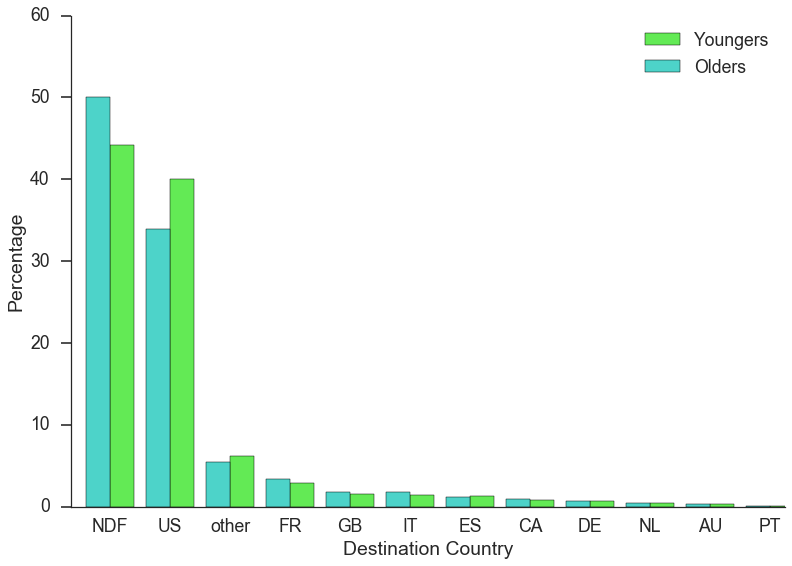 60
50
40
30
20
10
0
Percentage
Youngers
Olders
NDF US other FR GB IT ES CA DE NL AU PT
Destination Country